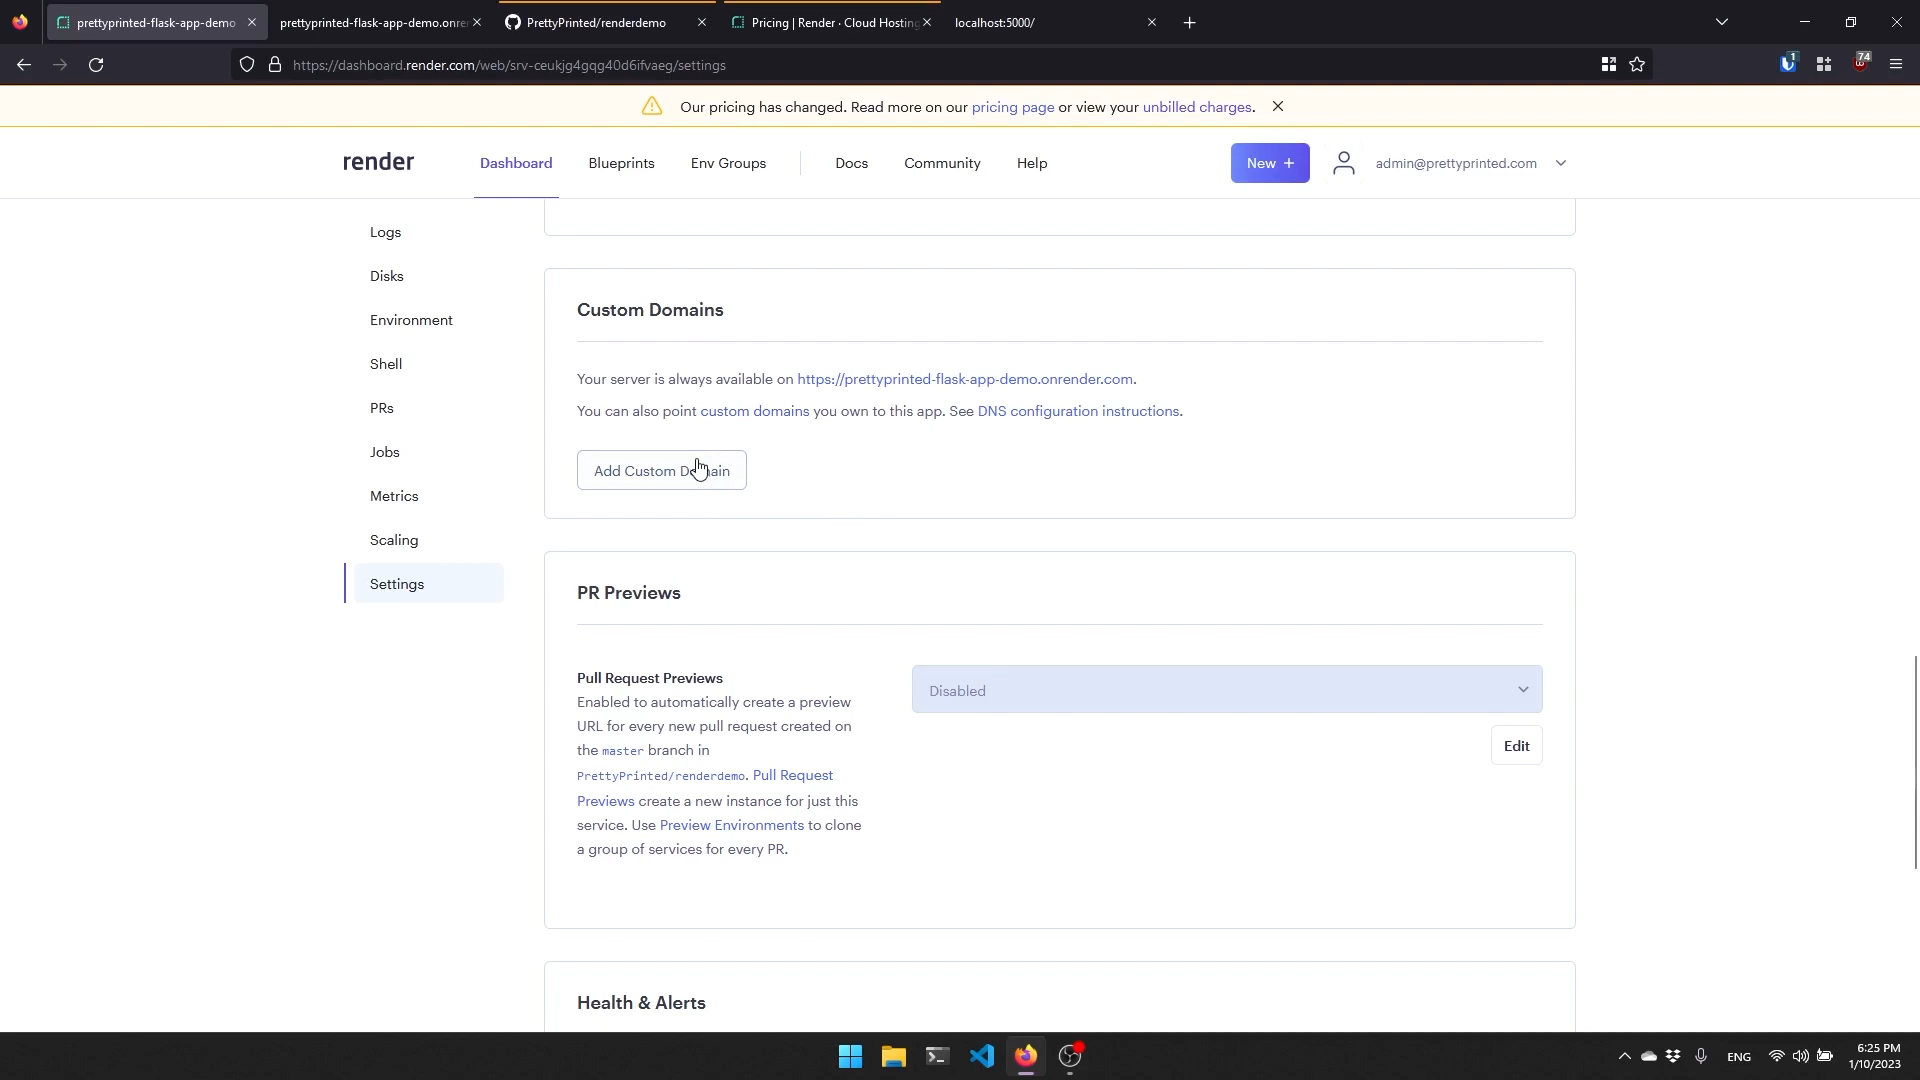 prettyprinted-flask-app-demo
prettyprinted-flask-app-demo.onre
PrettyPrinted/renderdemo
Pricing | Render · Cloud Hosting
localhost:5000/
https://dashboard.render.com/web/srv-ceukjg4gqg40d6ifvaeg/settings
1
74
Our pricing has changed. Read more on our pricing page or view your unbilled charges.
render
Dashboard
Blueprints
Env Groups
Docs
Community
Help
New +
admin@prettyprinted.com
Logs
Disks
Environment
Shell
PRs
Jobs
Metrics
Scaling
Settings
Custom Domains
Your server is always available on https://prettyprinted-flask-app-demo.onrender.com.
You can also point custom domains you own to this app. See DNS configuration instructions.
Add Custom Domain
PR Previews
Pull Request Previews
Enabled to automatically create a preview
URL for every new pull request created on
the master branch in
PrettyPrinted/renderdemo. Pull Request
Previews create a new instance for just this
service. Use Preview Environments to clone
a group of services for every PR.
Disabled
Edit
Health & Alerts
ENG
6:25 PM
1/10/2023